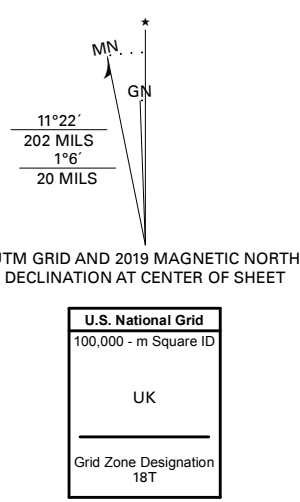 ★
MN
GN
11°22´
202 MILS
1°6´
20 MILS
UTM GRID AND 2019 MAGNETIC NORTH
DECLINATION AT CENTER OF SHEET
U.S. National Grid
100,000 - m Square ID
UK
Grid Zone Designation
18T